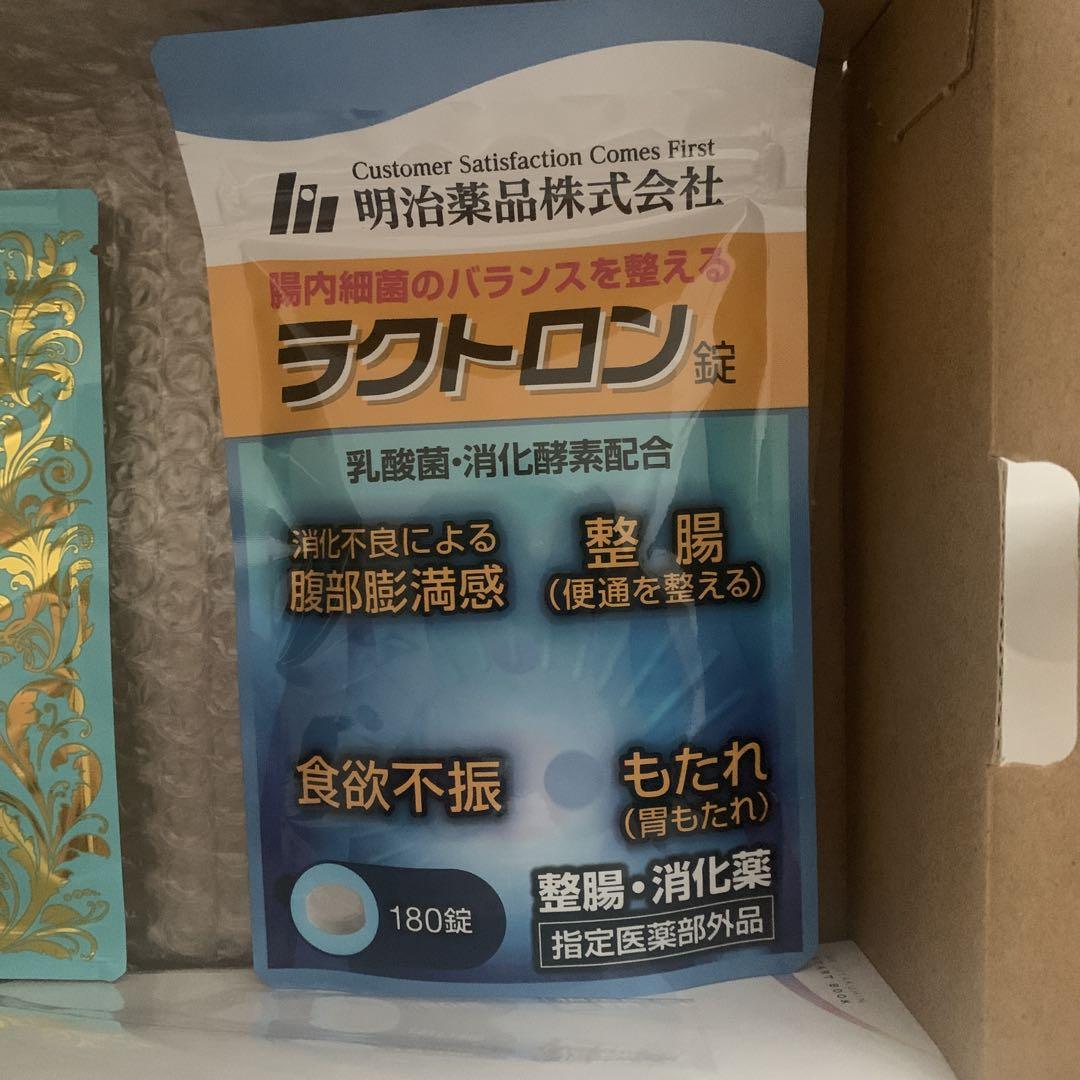 Customer Satisfaction Comes First
明治薬品株式会社
腸内細菌のバランスを整える
ラクトロン錠
乳酸菌・消化酵素配合
消化不良による
腹部膨満感
整腸
(便通を整える)
食欲不振
もたれ
(胃もたれ)
180錠
整腸・消化薬
指定医薬部外品